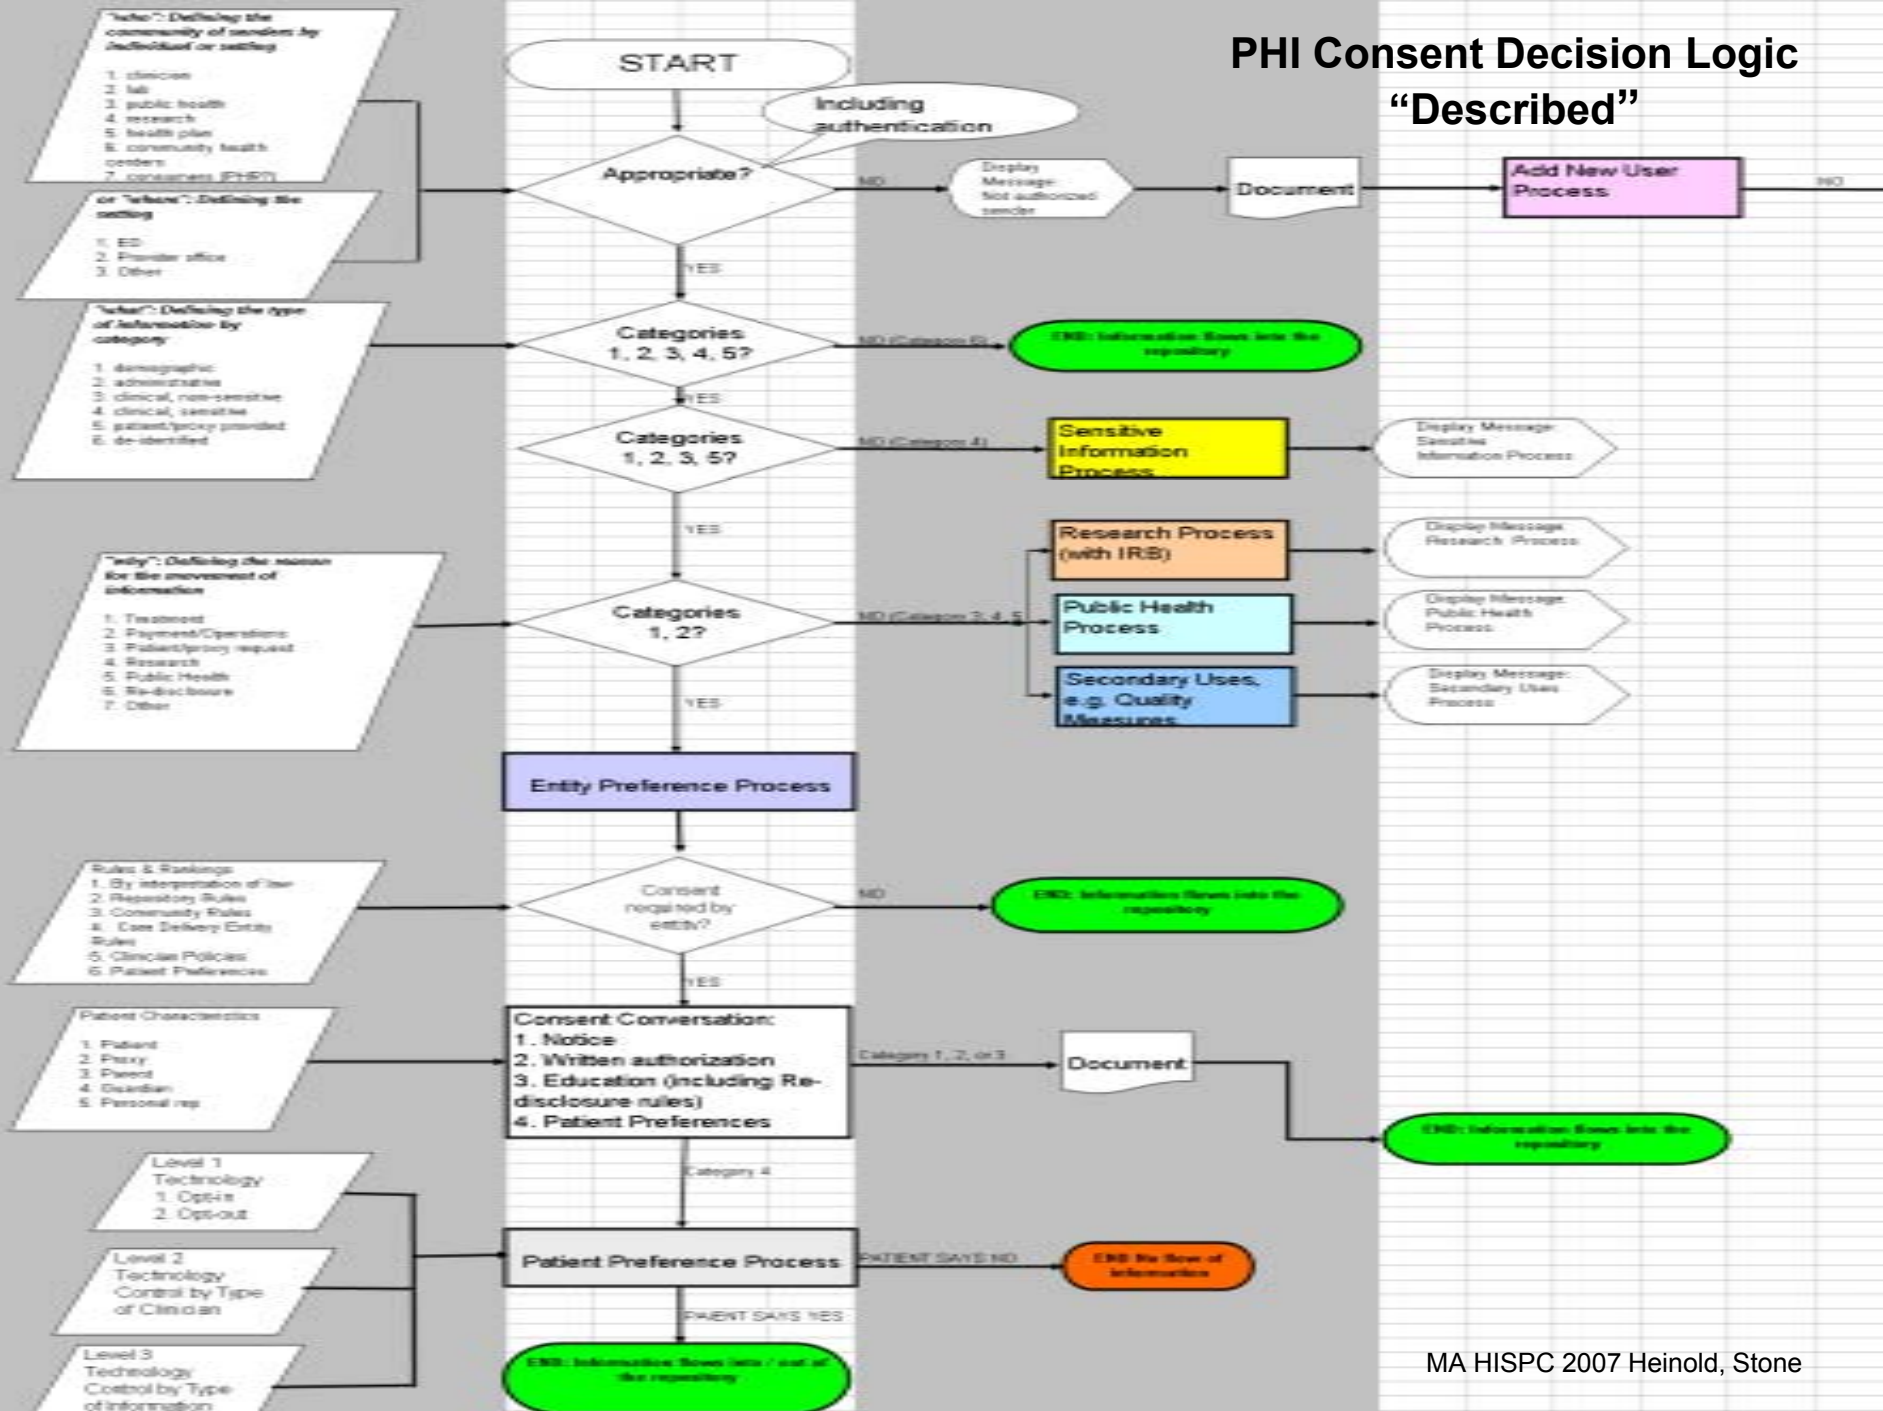 PHI Consent Decision Logic
“Described”
"who": Defining the
community of senders by
individual or setting
1. clinician
2. lab
3. public health
4. research
5. health plan
6. community health
centers
7. consumers (PHR?)
or "where": Defining the
setting
1. ED
2. Provider office
3. Other
START
Including
authentication
Appropriate?
NO
Display
Message:
Not authorized
sender
Document
Add New User
Process
NO
YES
"what": Defining the type
of information by
category
1. demographic
2. administrative
3. clinical, non-sensitive
4. clinical, sensitive
5. patient/proxy provided
6. de-identified
Categories
1, 2, 3, 4, 5?
NO (Category 6)
END: Information flows into the
repository
YES
Categories
1, 2, 3, 5?
NO (Category 4)
Sensitive
Information
Process
Display Message:
Sensitive
Information Process
YES
"why": Defining the reason
for the movement of
information
1. Treatment
2. Payment/Operations
3. Patient/proxy request
4. Research
5. Public Health
6. Re-disclosure
7. Other
Categories
1, 2?
NO (Category 3, 4, 5
Research Process
(with IRB)
Display Message:
Research Process
Public Health
Process
Display Message:
Public Health
Process
Secondary Uses,
e.g. Quality
Measures
Display Message:
Secondary Uses
Process
YES
Entity Preference Process
Rules & Rankings
1. By interpretation of law
2. Repository Rules
3. Community Rules
4. Care Delivery Entity
Rules
5. Clinician Policies
6. Patient Preferences
Consent
required by
entity?
NO
END: Information flows into the
repository
YES
Patient Characteristics
1. Patient
2. Proxy
3. Parent
4. Guardian
5. Personal rep
Consent Conversation:
1. Notice
2. Written authorization
3. Education (including Re-
disclosure rules)
4. Patient Preferences
Category 1, 2, or 3
Document
END: Information flows into the
repository
Category 4
Level 1
Technology
1. Opt-in
2. Opt-out
Level 2
Technology
Control by Type
of Clinician
Level 3
Technology
Control by Type
of Information
Patient Preference Process
PATIENT SAYS NO
END No flow of
information
PAIENT SAYS YES
END: Information flows into / out of
the repository
MA HISPC 2007 Heinold, Stone